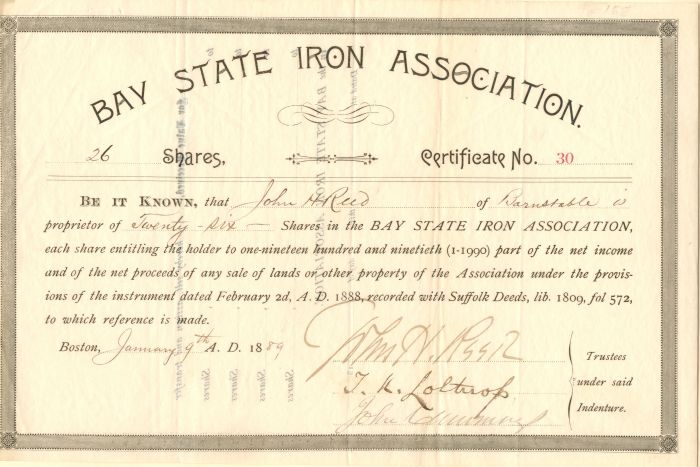 BAY STATE IRON ASSOCIATION.
26 Shares, Certificate No. 30
BE IT KNOWN, that John H Reed of Barnstable is
proprietor of Twenty-six — Shares in the BAY STATE IRON ASSOCIATION,
each share entitling the holder to one-nineteen hundred and ninetieth (1-1990) part of the net income
and of the net proceeds of any sale of lands or other property of the Association under the provis-
ions of the instrument dated February 2d, A. D. 1888, recorded with Suffolk Deeds, lib. 1809, fol 572,
to which reference is made.
Boston, January 9th A. D. 1889
John H. Reed
T. K. Lothrop
John
Trustees
under said
Indenture.